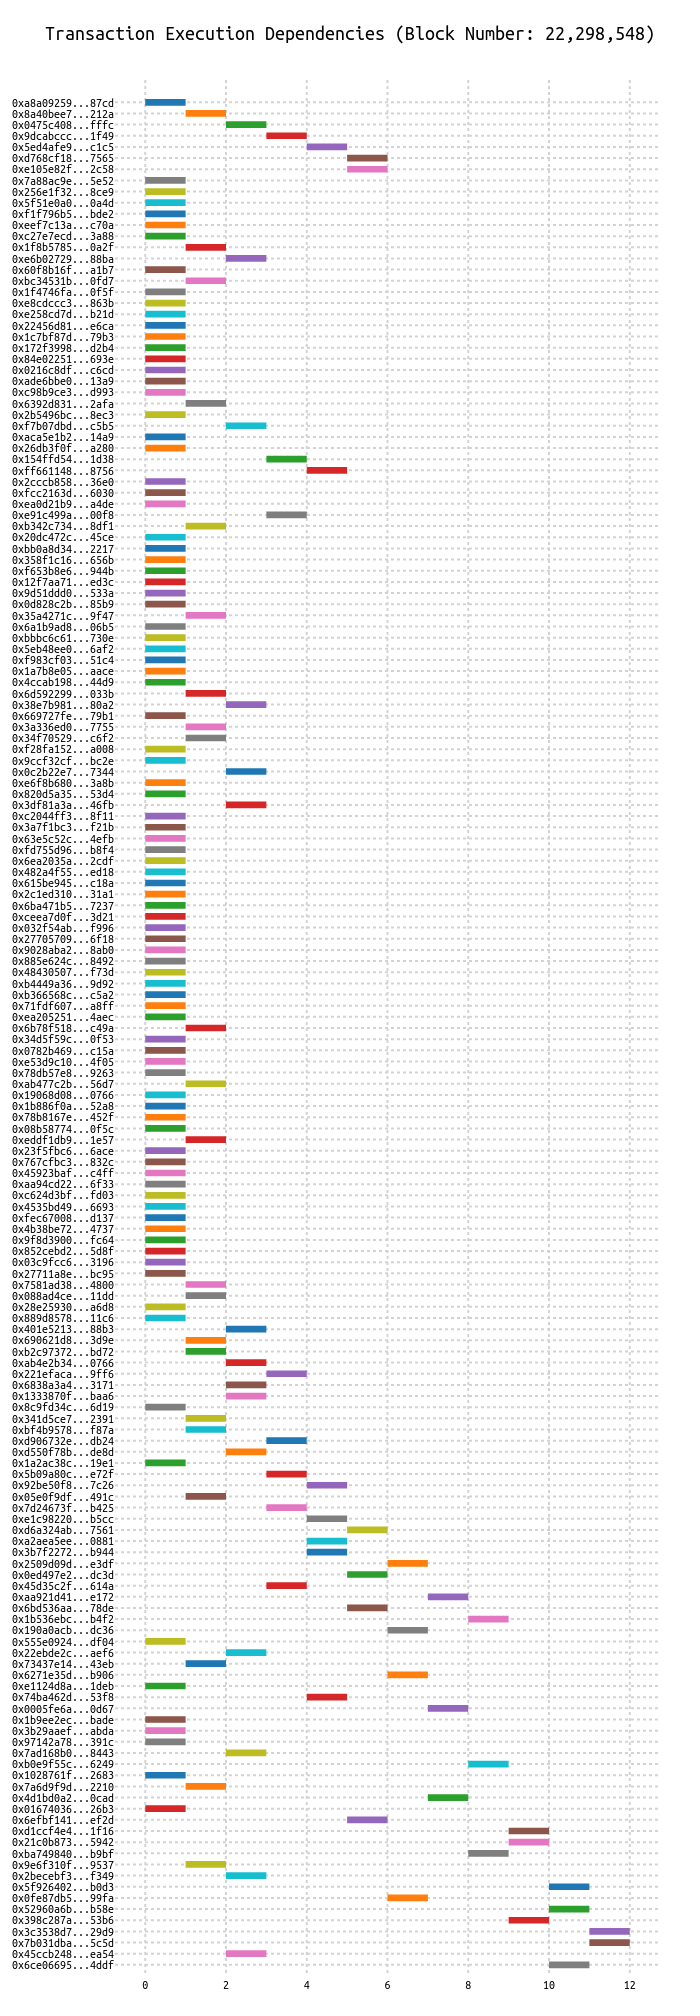 Transaction Execution Dependencies (Block Number: 22,298,548)
0xa8a09259...87cd
0x8a40bee7...212a
0x0475c408...fffc
0x9dcabccc...1f49
0x5ed4afe9...c1c5
0xd768cf18...7565
0xe105e82f...2c58
0x7a88ac9e...5e52
0x256e1f32...8ce9
0x5f51e0a0...0a4d
0xf1f796b5...bde2
0xeef7c13a...c70a
0xc27e7ecd...3a88
0x1f8b5785...0a2f
0xe6b02729...88ba
0x60f8b16f...a1b7
0xbc34531b...0fd7
0x1f4746fa...0f5f
0xe8cdccc3...863b
0xe258cd7d...b21d
0x22456d81...e6ca
0x1c7bf87d...79b3
0x172f3998...d2b4
0x84e02251...693e
0x0216c8df...c6cd
0xade6bbe0...13a9
0xc98b9ce3...d993
0x6392d831...2afa
0x2b5496bc...8ec3
0xf7b07dbd...c5b5
0xaca5e1b2...14a9
0x26db3f0f...a280
0x154ffd54...1d38
0xff661148...8756
0x2cccb858...36e0
0xfcc2163d...6030
0xea0d21b9...a4de
0xe91c499a...00f8
0xb342c734...8df1
0x20dc472c...45ce
0xbb0a8d34...2217
0x358f1c16...656b
0xf653b8e6...944b
0x12f7aa71...ed3c
0x9d51ddd0...533a
0x0d828c2b...85b9
0x35a4271c...9f47
0x6a1b9ad8...06b5
0xbbbc6c61...730e
0x5eb48ee0...6af2
0xf983cf03...51c4
0x1a7b8e05...aace
0x4ccab198...44d9
0x6d592299...033b
0x38e7b981...80a2
0x669727fe...79b1
0x3a336ed0...7755
0x34f70529...c6f2
0xf28fa152...a008
0x9ccf32cf...bc2e
0x0c2b22e7...7344
0xe6f8b680...3a8b
0x820d5a35...53d4
0x3df81a3a...46fb
0xc2044ff3...8f11
0x3a7f1bc3...f21b
0x63e5c52c...4efb
0xfd755d96...b8f4
0x6ea2035a...2cdf
0x482a4f55...ed18
0x615be945...c18a
0x2c1ed310...31a1
0x6ba471b5...7237
0xceea7d0f...3d21
0x032f54ab...f996
0x27705709...6f18
0x9028aba2...8ab0
0x885e624c...8492
0x48430507...f73d
0xb4449a36...9d92
0xb366568c...c5a2
0x71fdf607...a8ff
0xea205251...4aec
0x6b78f518...c49a
0x34d5f59c...0f53
0x0782b469...c15a
0xe53d9c10...4f05
0x78db57e8...9263
0xab477c2b...56d7
0x19068d08...0766
0x1b886f0a...52a8
0x78b8167e...452f
0x08b58774...0f5c
0xeddf1db9...1e57
0x23f5fbc6...6ace
0x767cfbc3...832c
0x45923baf...c4ff
0xaa94cd22...6f33
0xc624d3bf...fd03
0x4535bd49...6693
0xfec67008...d137
0x4b38be72...4737
0x9f8d3900...fc64
0x852cebd2...5d8f
0x03c9fcc6...3196
0x27711a8e...bc95
0x7581ad38...4800
0x088ad4ce...11dd
0x28e25930...a6d8
0x889d8578...11c6
0x401e5213...88b3
0x690621d8...3d9e
0xb2c97372...bd72
0xab4e2b34...0766
0x221efaca...9ff6
0x6838a3a4...3171
0x1333870f...baa6
0x8c9fd34c...6d19
0x341d5ce7...2391
0xbf4b9578...f87a
0xd906732e...db24
0xd550f78b...de8d
0x1a2ac38c...19e1
0x5b09a80c...e72f
0x92be50f8...7c26
0x05e0f9df...491c
0x7d24673f...b425
0xe1c98220...b5cc
0xd6a324ab...7561
0xa2aea5ee...0881
0x3b7f2272...b944
0x2509d09d...e3df
0x0ed497e2...dc3d
0x45d35c2f...614a
0xaa921d41...e172
0x6bd536aa...78de
0x1b536ebc...b4f2
0x190a0acb...dc36
0x555e0924...df04
0x22ebde2c...aef6
0x73437e14...43eb
0x6271e35d...b906
0xe1124d8a...1deb
0x74ba462d...53f8
0x0005fe6a...0d67
0x1b9ee2ec...bade
0x3b29aaef...abda
0x97142a78...391c
0x7ad168b0...8443
0xb0e9f55c...6249
0x1028761f...2683
0x7a6d9f9d...2210
0x4d1bd0a2...0cad
0x01674036...26b3
0x6efbf141...ef2d
0xd1ccf4e4...1f16
0x21c0b873...5942
0xba749840...b9bf
0x9e6f310f...9537
0x2becebf3...f349
0x5f926402...b0d3
0x0fe87db5...99fa
0x52960a6b...b58e
0x398c287a...53b6
0x3c3538d7...29d9
0x7b031dba...5c5d
0x45ccb248...ea54
0x6ce06695...4ddf
0 2 4 6 8 10 12